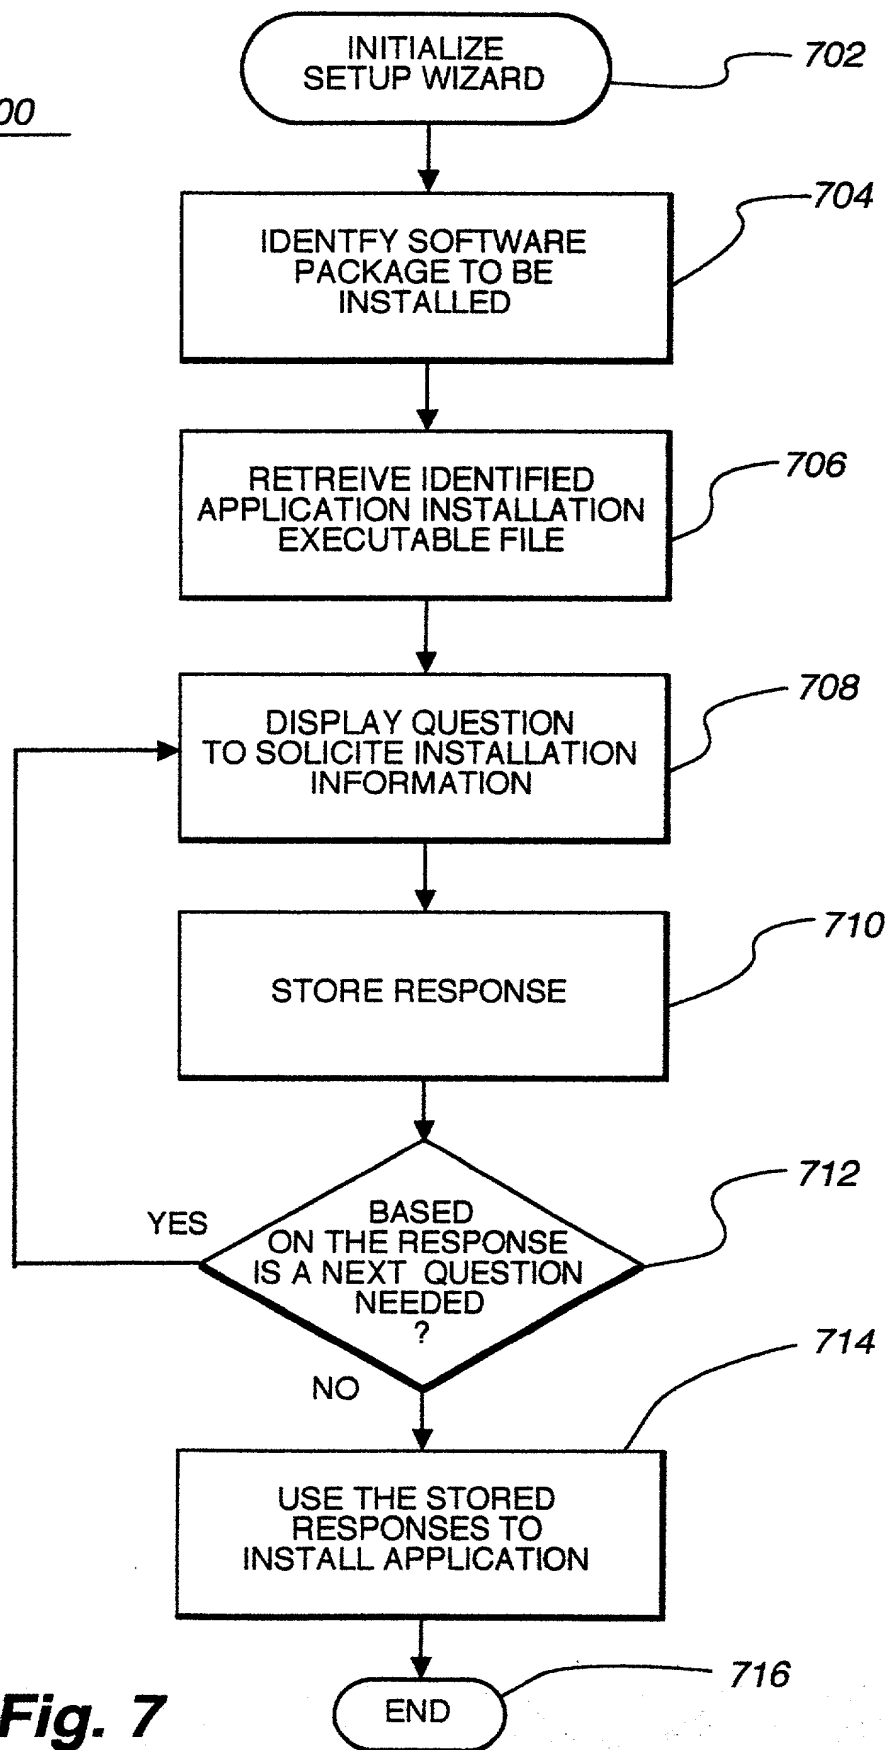 INITIALIZE
SETUP WIZARD
702
00
704
IDENTFY SOFTWARE
PACKAGE TO BE
INSTALLED
706
RETREIVE IDENTIFIED
APPLICATION INSTALLATION
EXECUTABLE FILE
708
DISPLAY QUESTION
TO SOLICITE INSTALLATION
INFORMATION
710
STORE RESPONSE
712
YES
BASED
ON THE RESPONSE
IS A NEXT QUESTION
NEEDED
?
714
NO
USE THE STORED
RESPONSES TO
INSTALL APPLICATION
716
END
Fig. 7